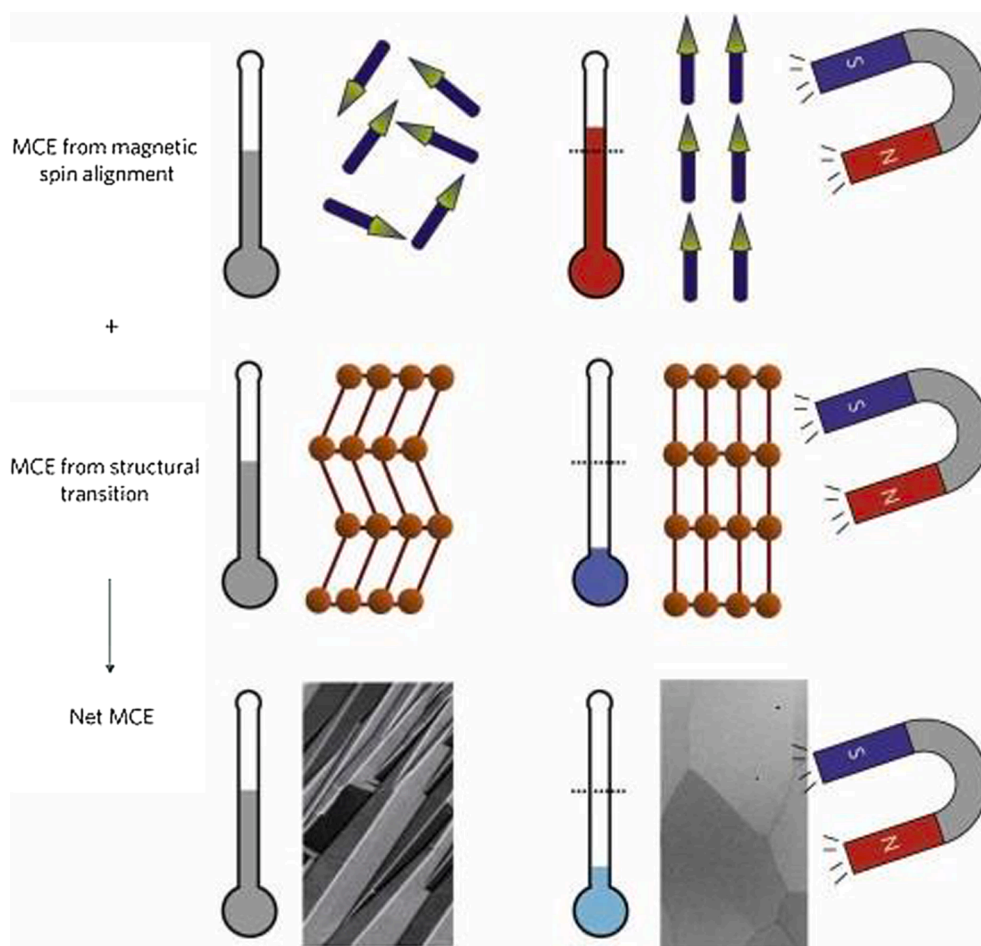 MCE from magnetic
spin alignment
S
N
+
MCE from structural
transition
S
N
Net MCE
S
N